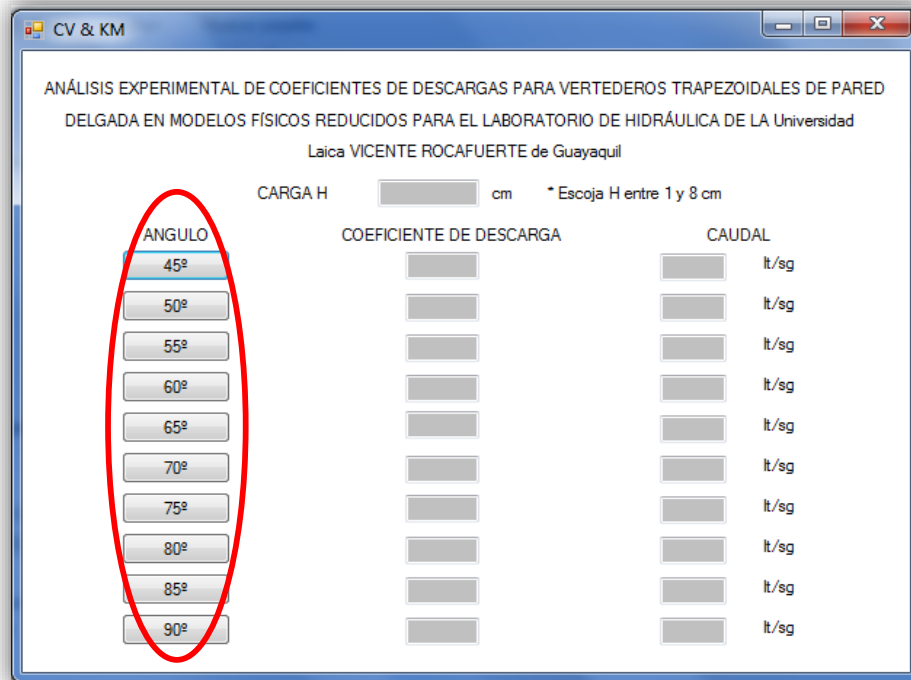 CV & KM
ANÁLISIS EXPERIMENTAL DE COEFICIENTES DE DESCARGAS PARA VERTEDEROS TRAPEZOIDALES DE PARED
DELGADA EN MODELOS FÍSICOS REDUCIDOS PARA EL LABORATORIO DE HIDRÁULICA DE LA Universidad
Laica VICENTE ROCAFUERTE de Guayaquil
CARGA H cm * Escoja H entre 1 y 8 cm
ANGULO COEFICIENTE DE DESCARGA CAUDAL
45º lt/sg
50º lt/sg
55º lt/sg
60º lt/sg
65º lt/sg
70º lt/sg
75º lt/sg
80º lt/sg
85º lt/sg
90º lt/sg